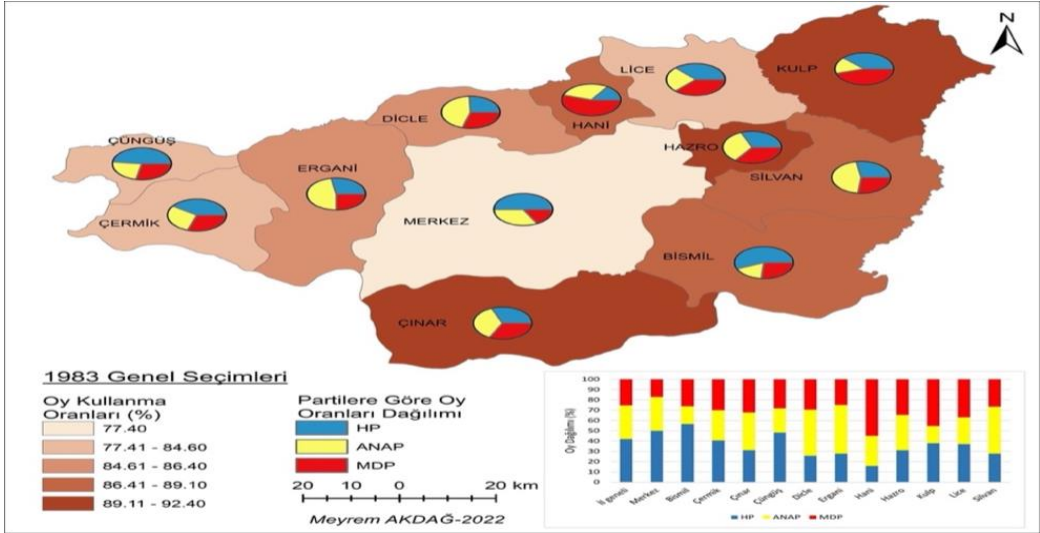 N
LİCE
KULP
DİCLE
HANİ
ÇÜNGÜŞ
HAZRO
ERGANİ
SİLVAN
ÇERMİK
MERKEZ
BİSMİL
ÇINAR
1983 Genel Seçimleri
Oy Kullanma
Oranları (%)
77.40
77.41 - 84.60
84.61 - 86.40
86.41 - 89.10
89.11 - 92.40
Partilere Göre Oy
Oranları Dağılımı
HP
ANAP
MDP
20 10 0 20 km
Meyrem AKDAĞ-2022
Oy Dağılımı (%)
100
90
80
70
60
50
40
30
20
10
0
İl geneli Merkez Bismil Çermik Çınar Çüngüş Dicle Ergani Hani Hazro Kulp Lice Silvan
HP ANAP MDP